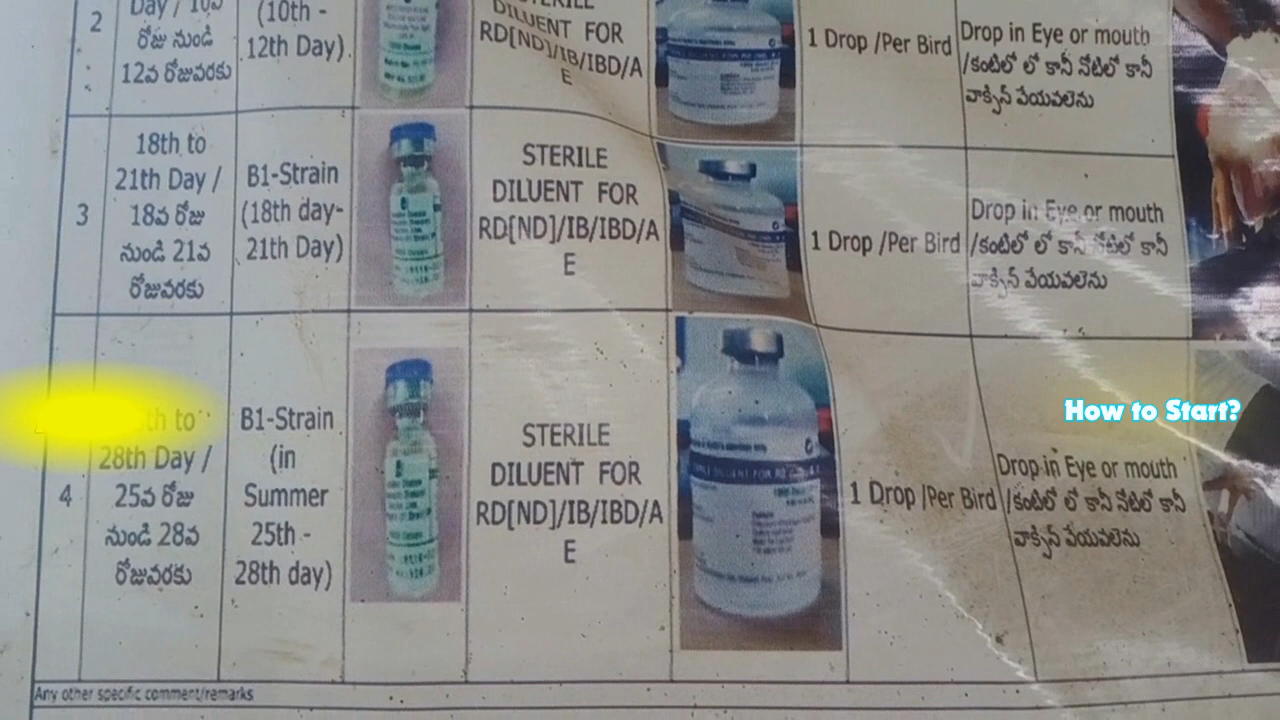 2
Day / 10వ
రోజు నుండి
12వ రోజువరకు
(10th -
12th Day)
STERILE
DILUENT FOR
RD[ND]/IB/IBD/A
E
1 Drop /Per Bird
Drop in Eye or mouth
/కంటిలో లో కానీ నోటిలో కానీ
వాక్సిన్ వేయవలెను
3
18th to
21th Day /
18వ రోజు
నుండి 21వ
రోజువరకు
B1-Strain
(18th day-
21th Day)
STERILE
DILUENT FOR
RD[ND]/IB/IBD/A
E
1 Drop /Per Bird
Drop in Eye or mouth
/కంటిలో లో కానీ నోటిలో కానీ
వాక్సిన్ వేయవలెను
4
th to
28th Day /
25వ రోజు
నుండి 28వ
రోజువరకు
B1-Strain
(in
Summer
25th -
28th day)
STERILE
DILUENT FOR
RD[ND]/IB/IBD/A
E
1 Drop /Per Bird
How to Start?
Drop in Eye or mouth
/కంటిలో లో కానీ నోటిలో కానీ
వాక్సిన్ వేయవలెను
Any other specific comment/remarks